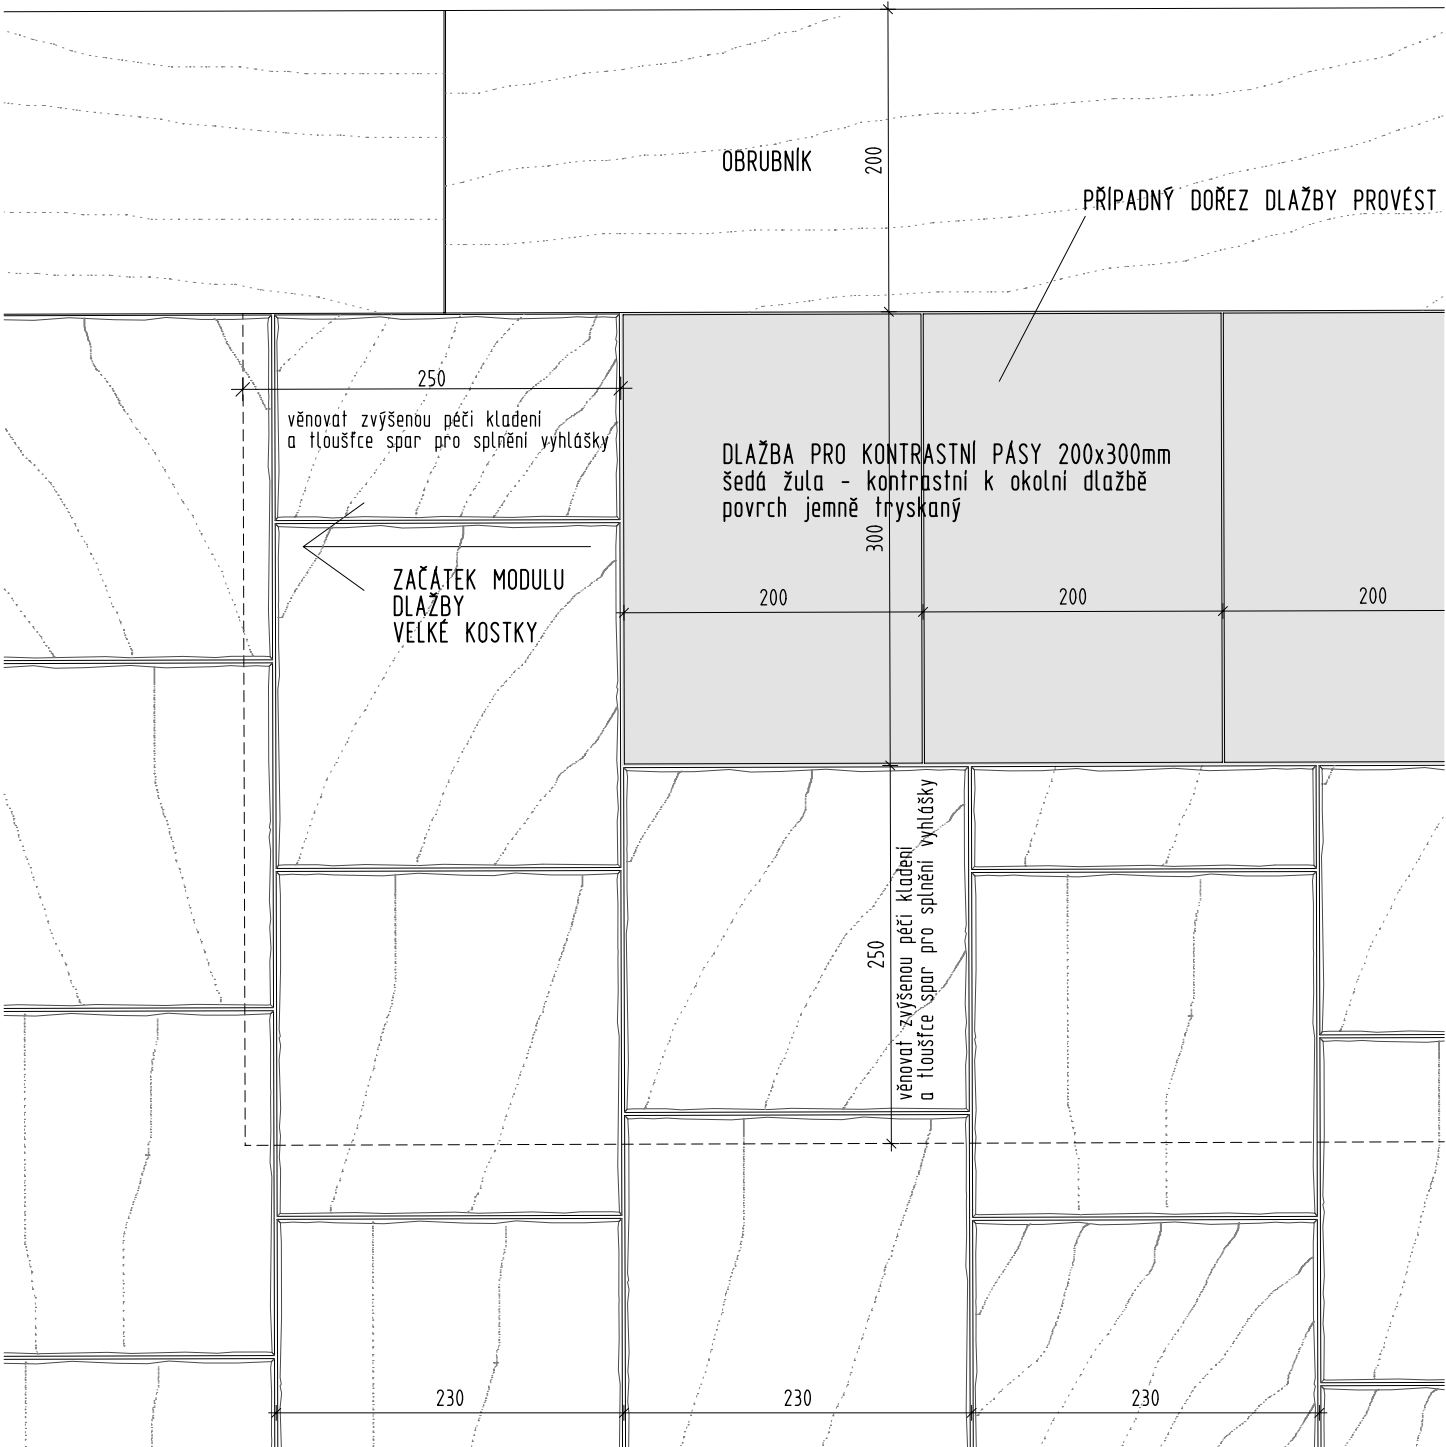 OBRUBNÍK
200
PŘÍPADNÝ DOŘEZ DLAŽBY PROVÉST
250
věnovat zvýšenou péči kladení
a tloušťce spar pro splnění vyhlášky
DLAŽBA PRO KONTRASTNÍ PÁSY 200x300mm
šedá žula - kontrastní k okolní dlažbě
povrch jemně tryskaný
300
ZAČÁTEK MODULU
DLAŽBY
VELKÉ KOSTKY
200
200
200
250
věnovat zvýšenou péči kladení
a tloušťce spar pro splnění vyhlášky
230
230
230